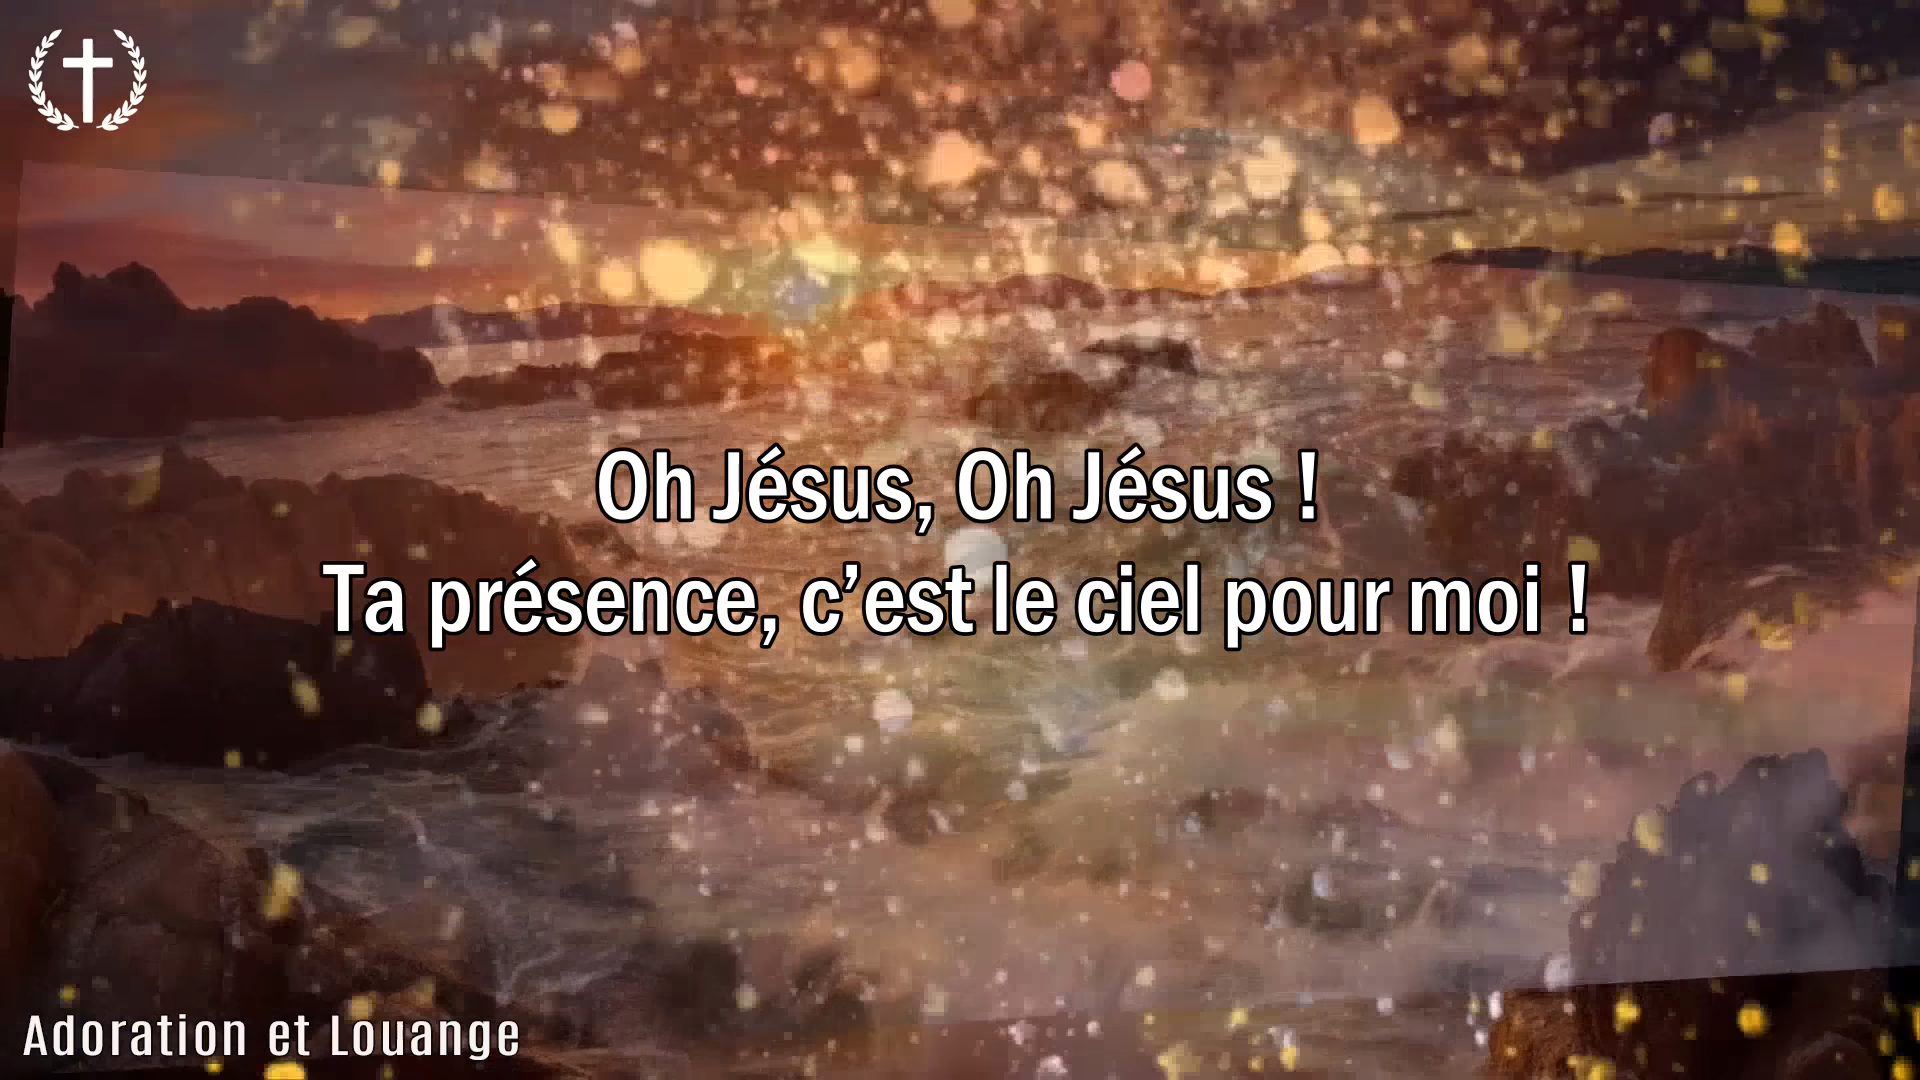 Oh Jésus, Oh Jésus !
Ta présence, c’est le ciel pour moi !
Adoration et Louange